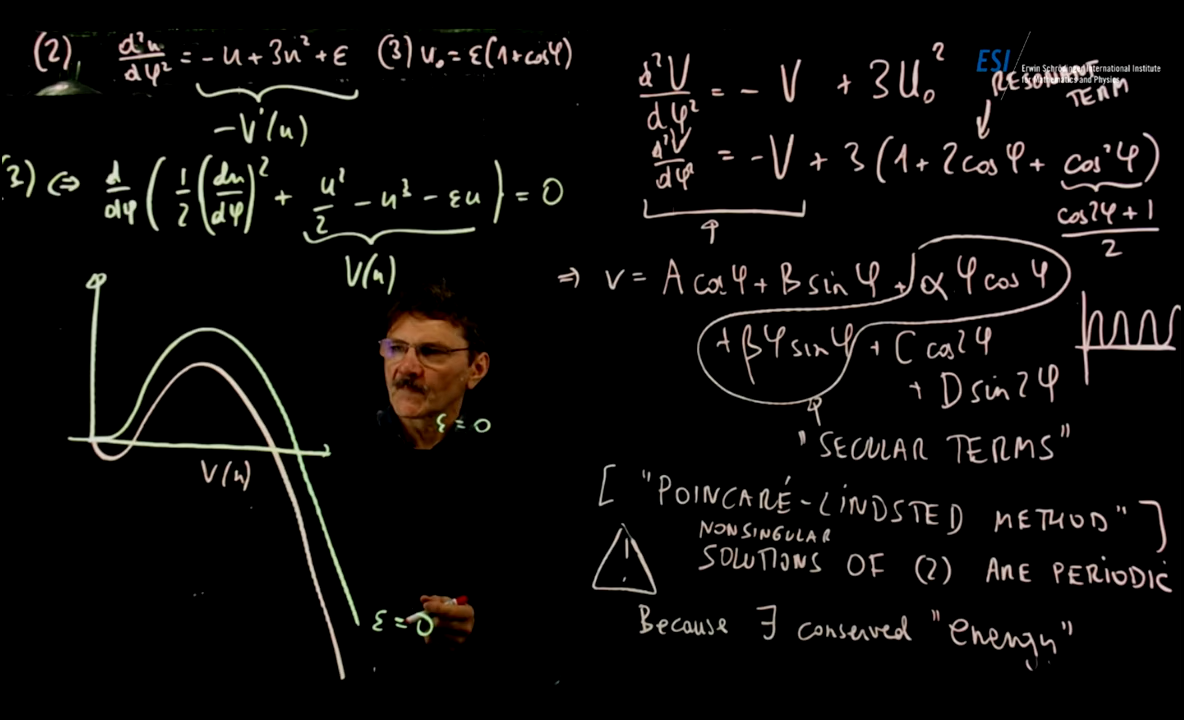 (2) d²u/dφ² = -u + 3u² + ε (3) u₀ = ε(1+cosφ)
-V'(u)
2) ⇔ d/dφ ( 1/2 (du/dφ)² + u²/2 - u³ - εu ) = 0
V(u)
V(u)
ε = 0
ε = 0
ESI Erwin Schrödinger International Institute
for Mathematics and Physics
d²V/dφ² = - V + 3U₀²
RESONANT
TERM
d²V/dφ² = -V + 3 (1 + 2cosφ + cos²φ)
cos2φ + 1
2
⇒ v = A cosφ + B sinφ + α φ cosφ
+ β φ sinφ + C cos2φ
+ D sin2φ
"SECULAR TERMS"
[ "POINCARÉ-LINDSTED METHOD" ]
NONSINGULAR
! SOLUTIONS OF (2) ARE PERIODIC
Because ∃ conserved "energy"